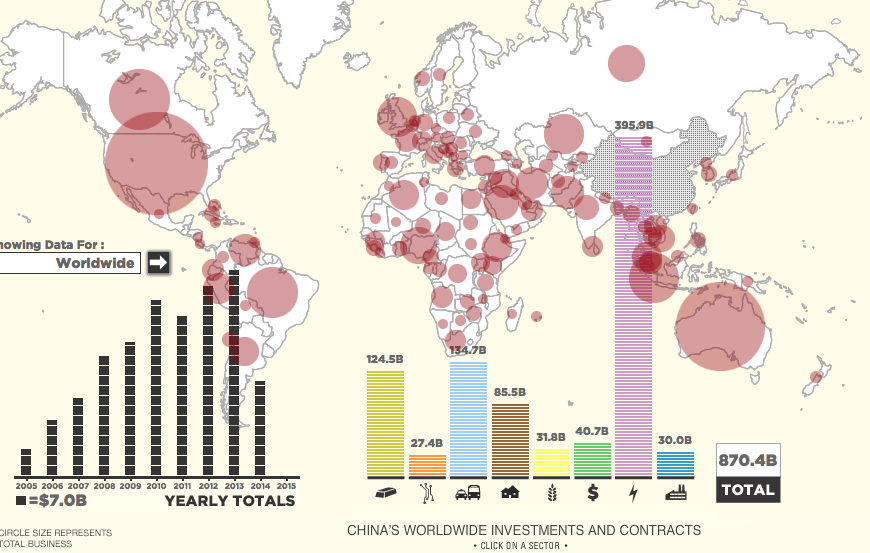 395.9B
howing Data For :
Worldwide
124.5B
27.4B
134.7B
85.5B
31.8B
40.7B
30.0B
870.4B
TOTAL
2005 2006 2007 2008 2009 2010 2011 2012 2013 2014 2015
=$7.0B YEARLY TOTALS
$
CIRCLE SIZE REPRESENTS
TOTAL BUSINESS
CHINA'S WORLDWIDE INVESTMENTS AND CONTRACTS
• CLICK ON A SECTOR •